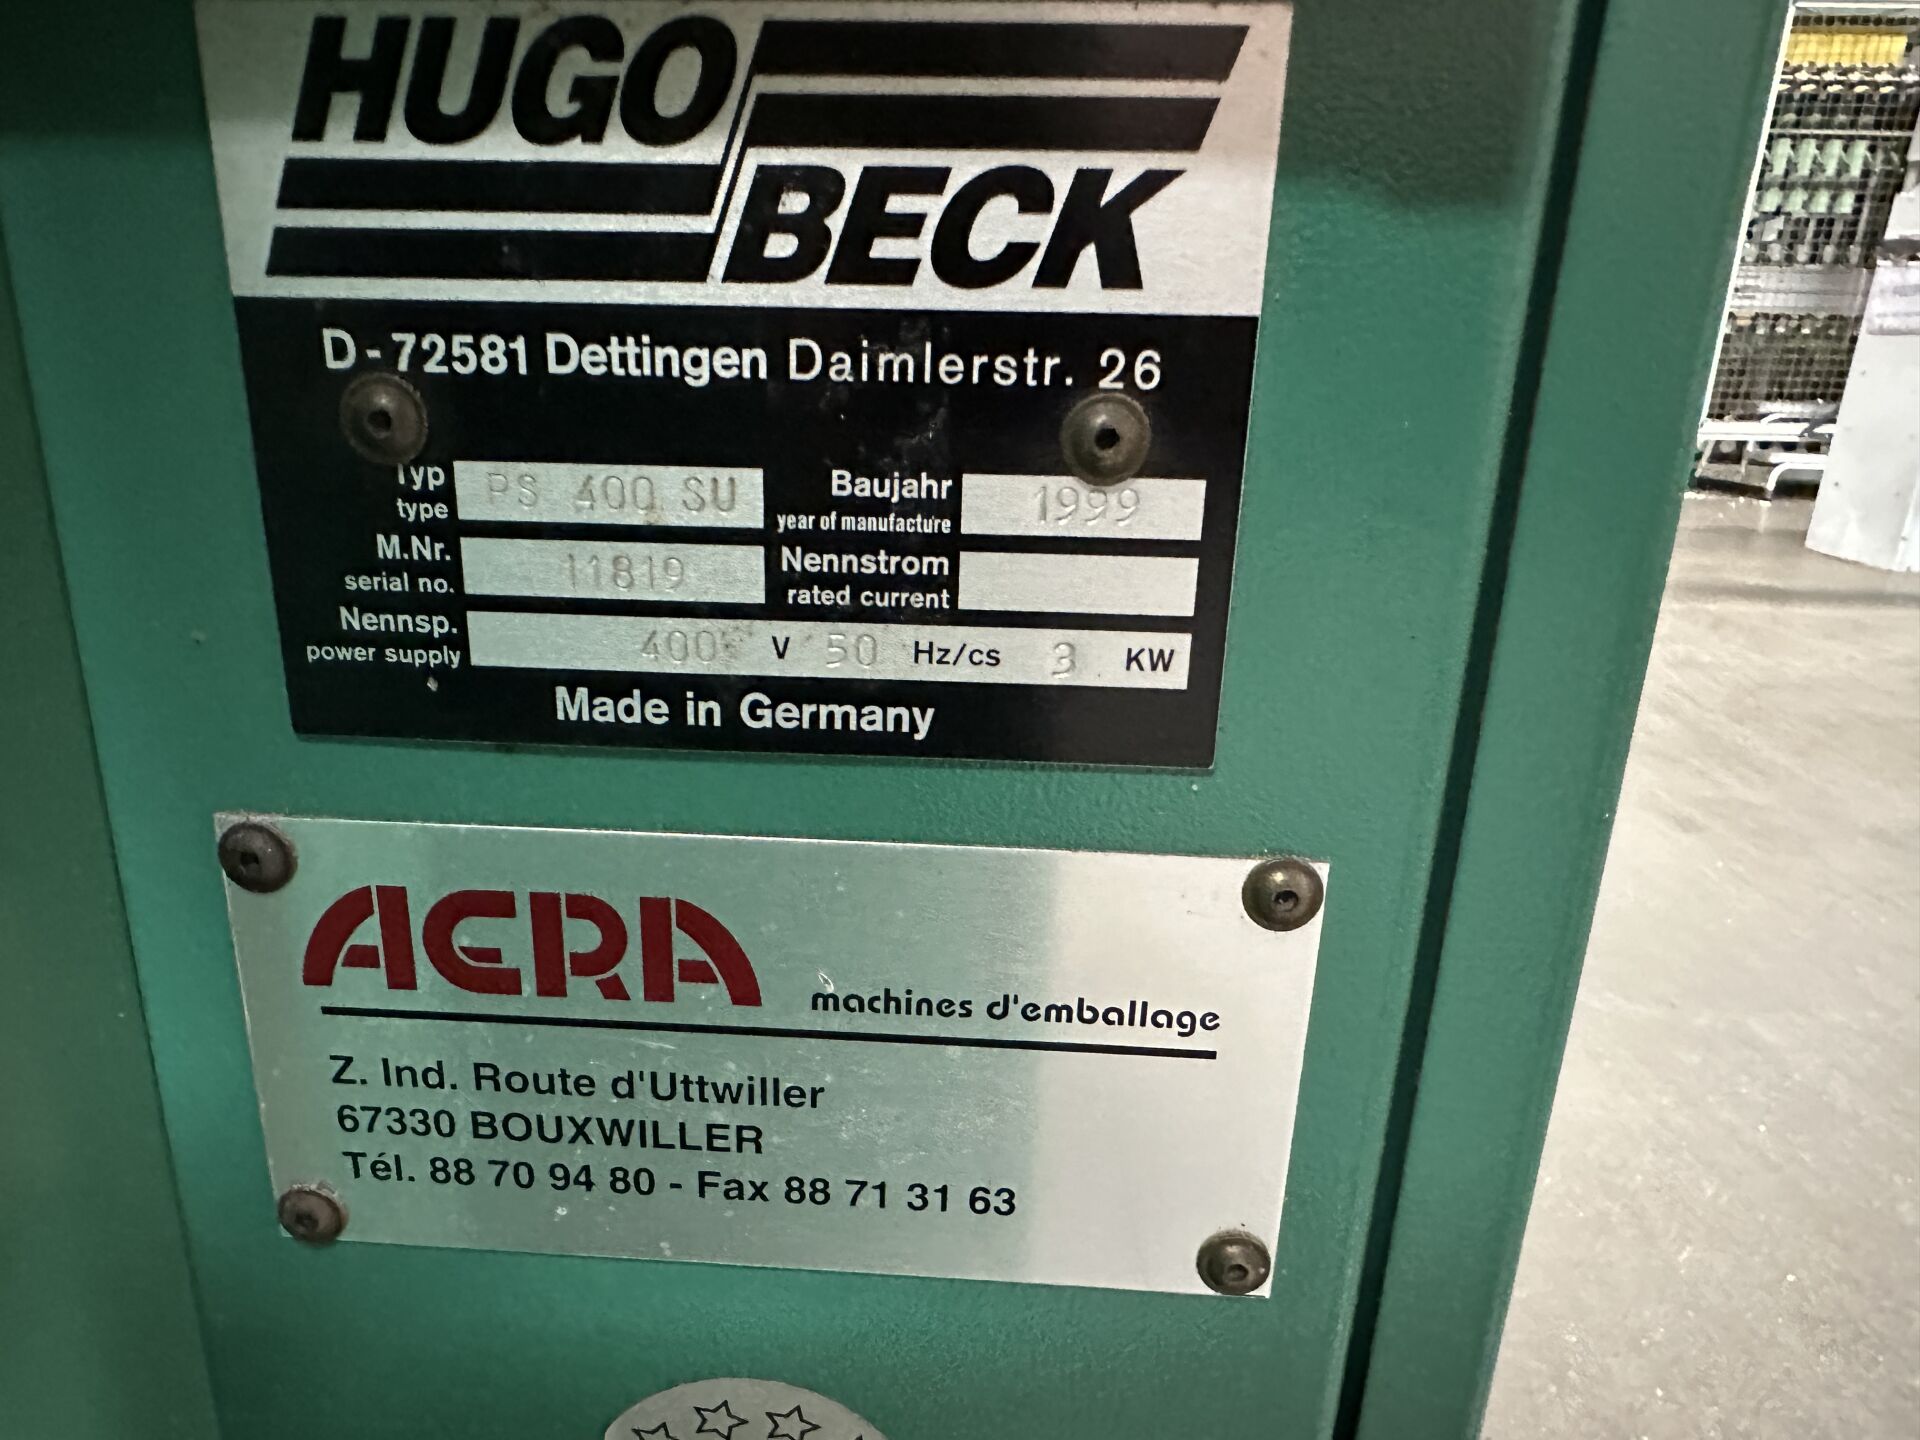 HUGO
BECK
D-72581 Dettingen Daimlerstr. 26
Typ PS 400 SU Baujahr 1999
type year of manufacture
M.Nr. 11819 Nennstrom
serial no. rated current
Nennsp. 400 V 50 Hz/cs 3 KW
power supply
Made in Germany
AERA machines d'emballage
Z. Ind. Route d'Uttwiller
67330 BOUXWILLER
Tél. 88 70 94 80 - Fax 88 71 31 63